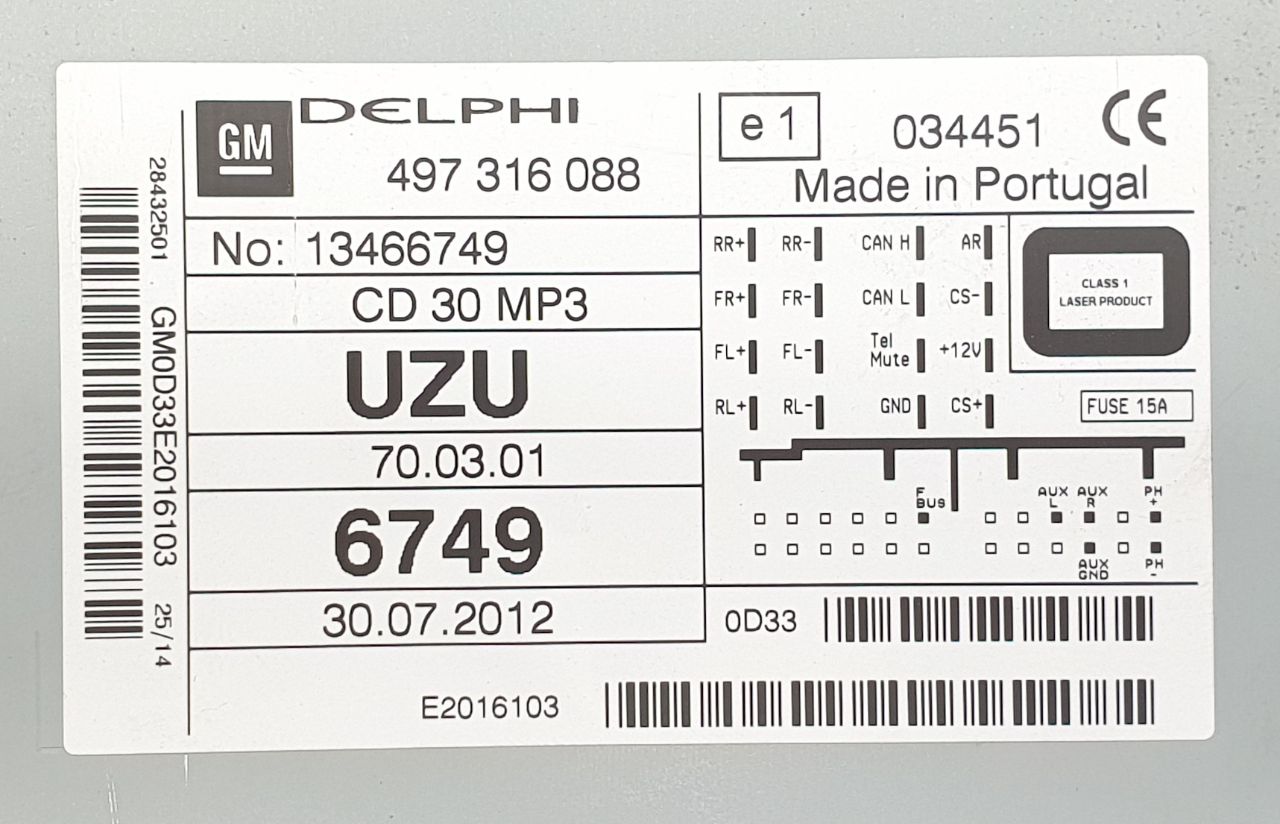 GM
DELPHI
497 316 088
No: 13466749
CD 30 MP3
UZU
70.03.01
6749
30.07.2012
E2016103
e 1
034451
CE
Made in Portugal
RR+ RR- CAN H AR
FR+ FR- CAN L CS-
FL+ FL- Tel Mute +12V
RL+ RL- GND CS+
CLASS 1
LASER PRODUCT
FUSE 15A
F BUS
AUX L
AUX R
PH +
AUX GND
PH -
0D33
28432501 GM0D33E2016103 25/14